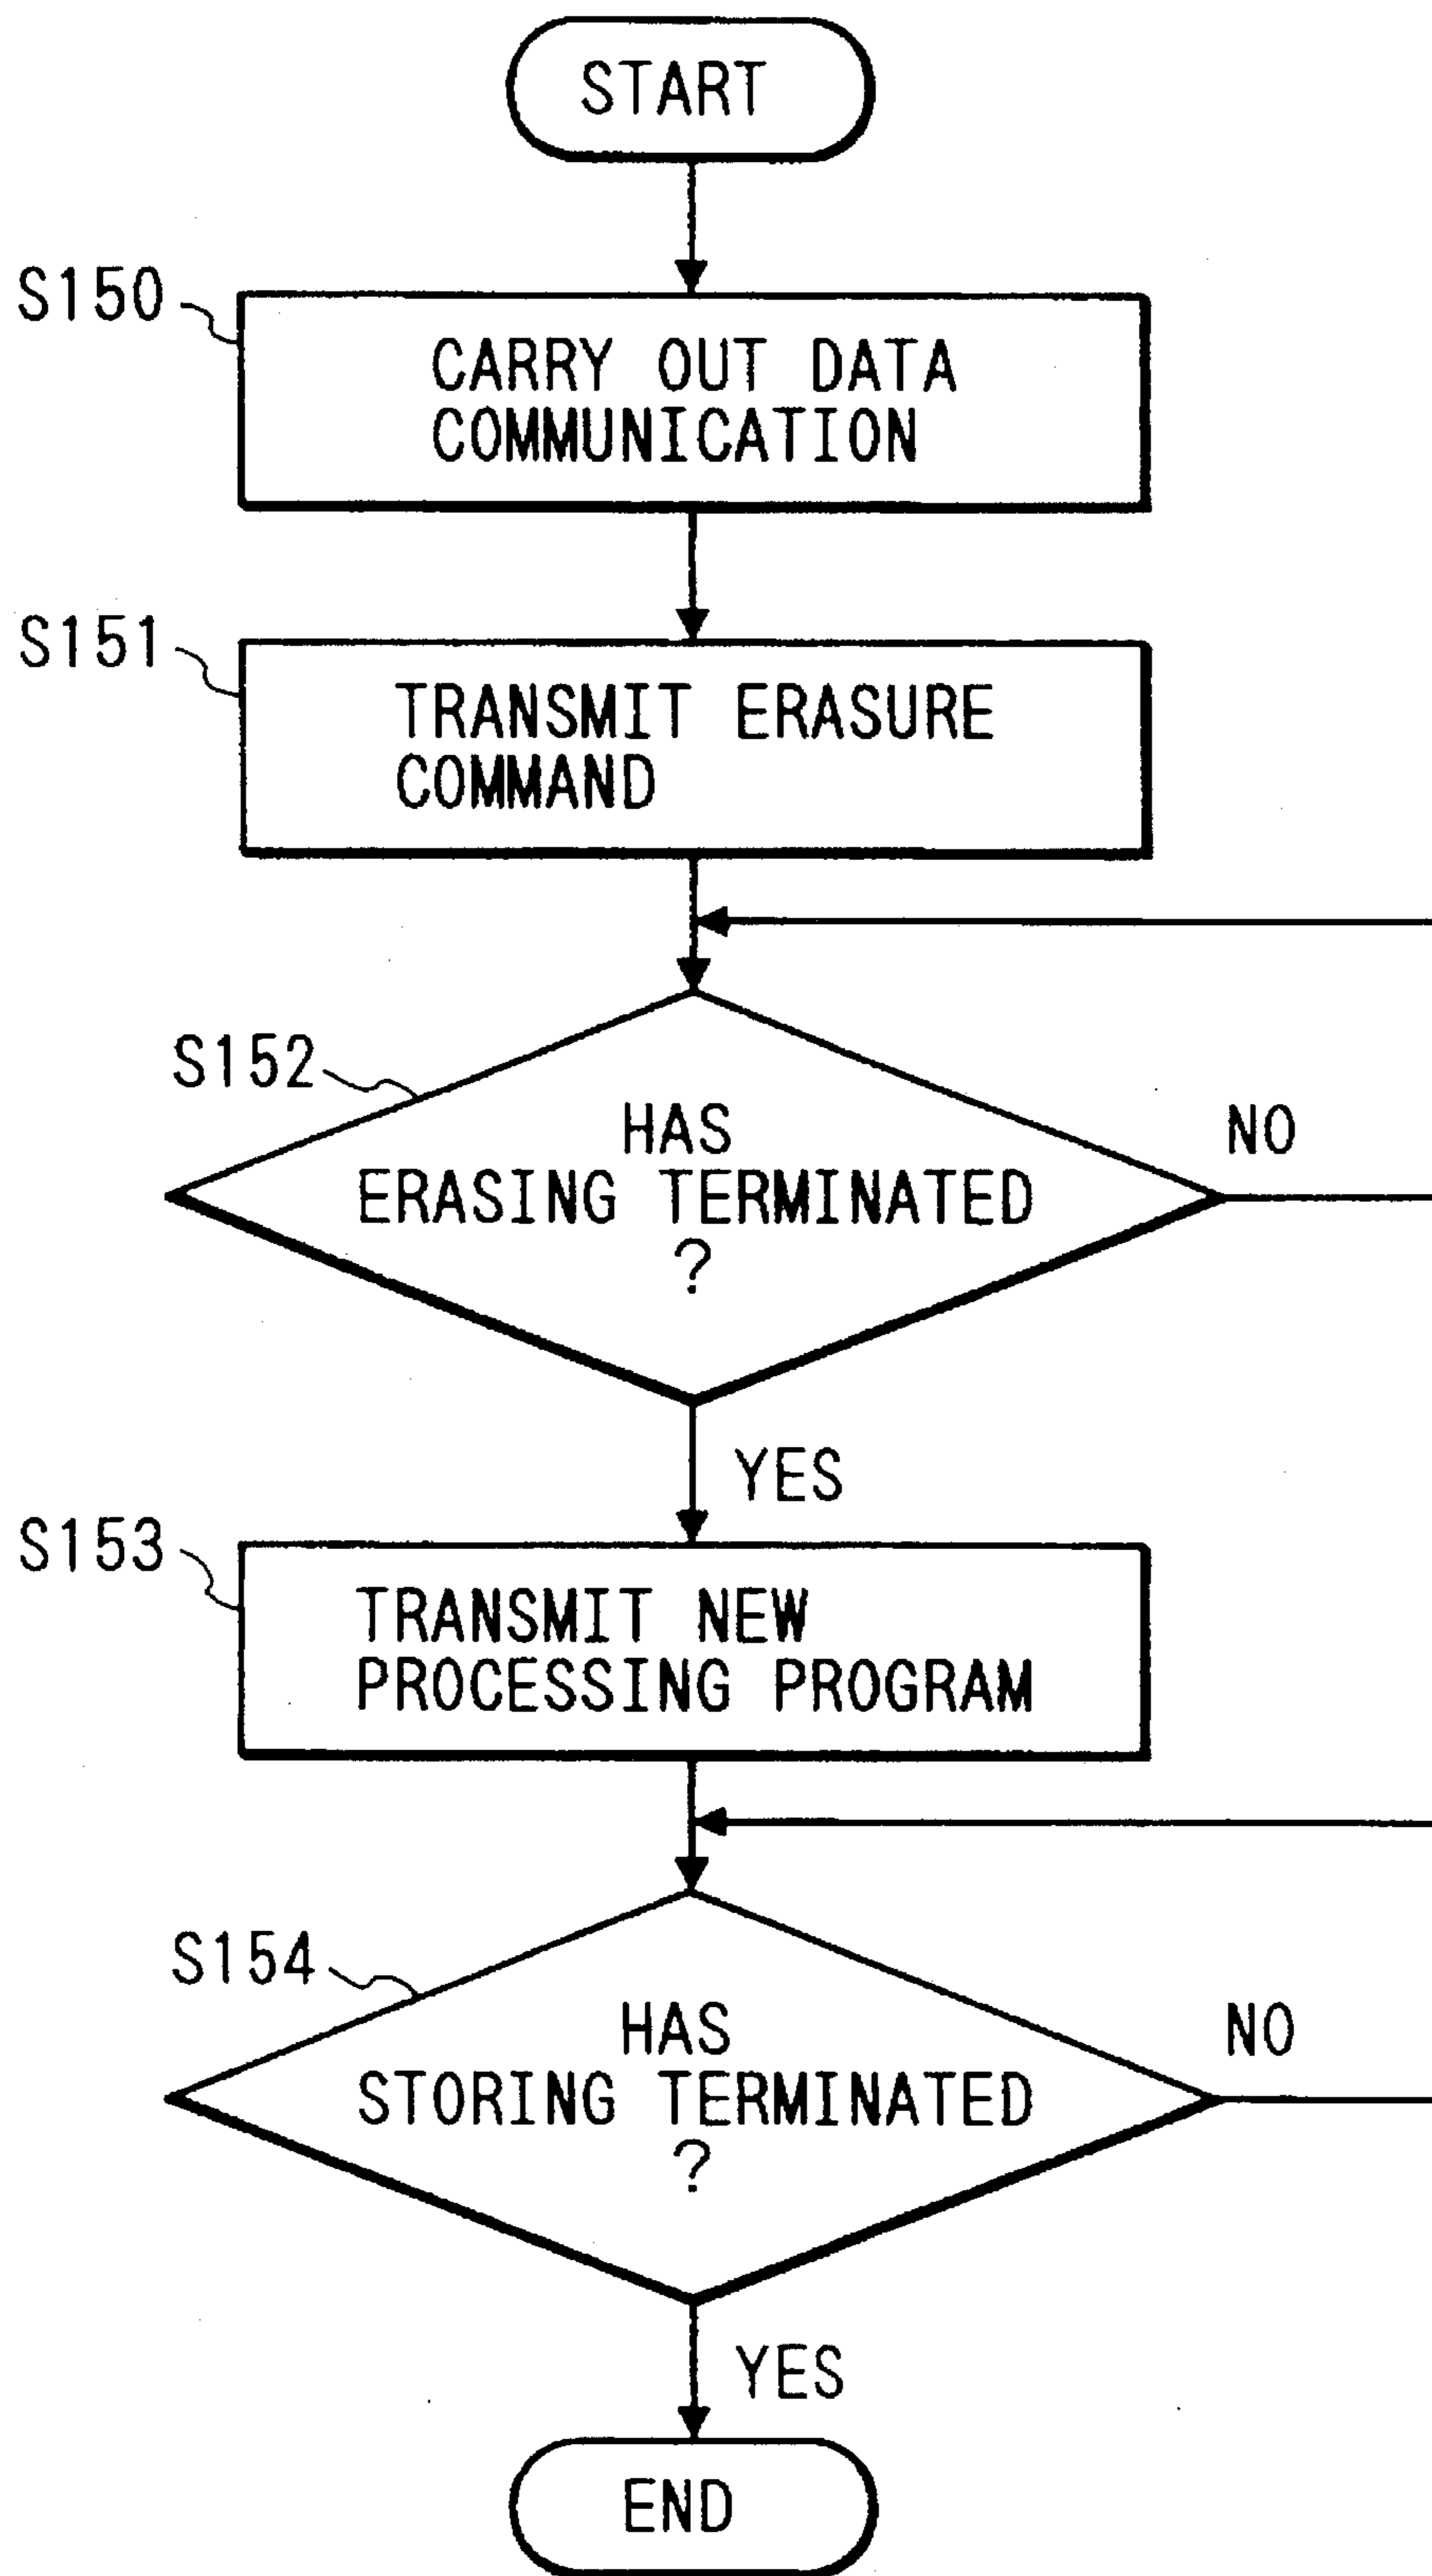 START
S150
CARRY OUT DATA
COMMUNICATION
S151
TRANSMIT ERASURE
COMMAND
S152
HAS
ERASING TERMINATED
?
NO
YES
S153
TRANSMIT NEW
PROCESSING PROGRAM
S154
HAS
STORING TERMINATED
?
NO
YES
END